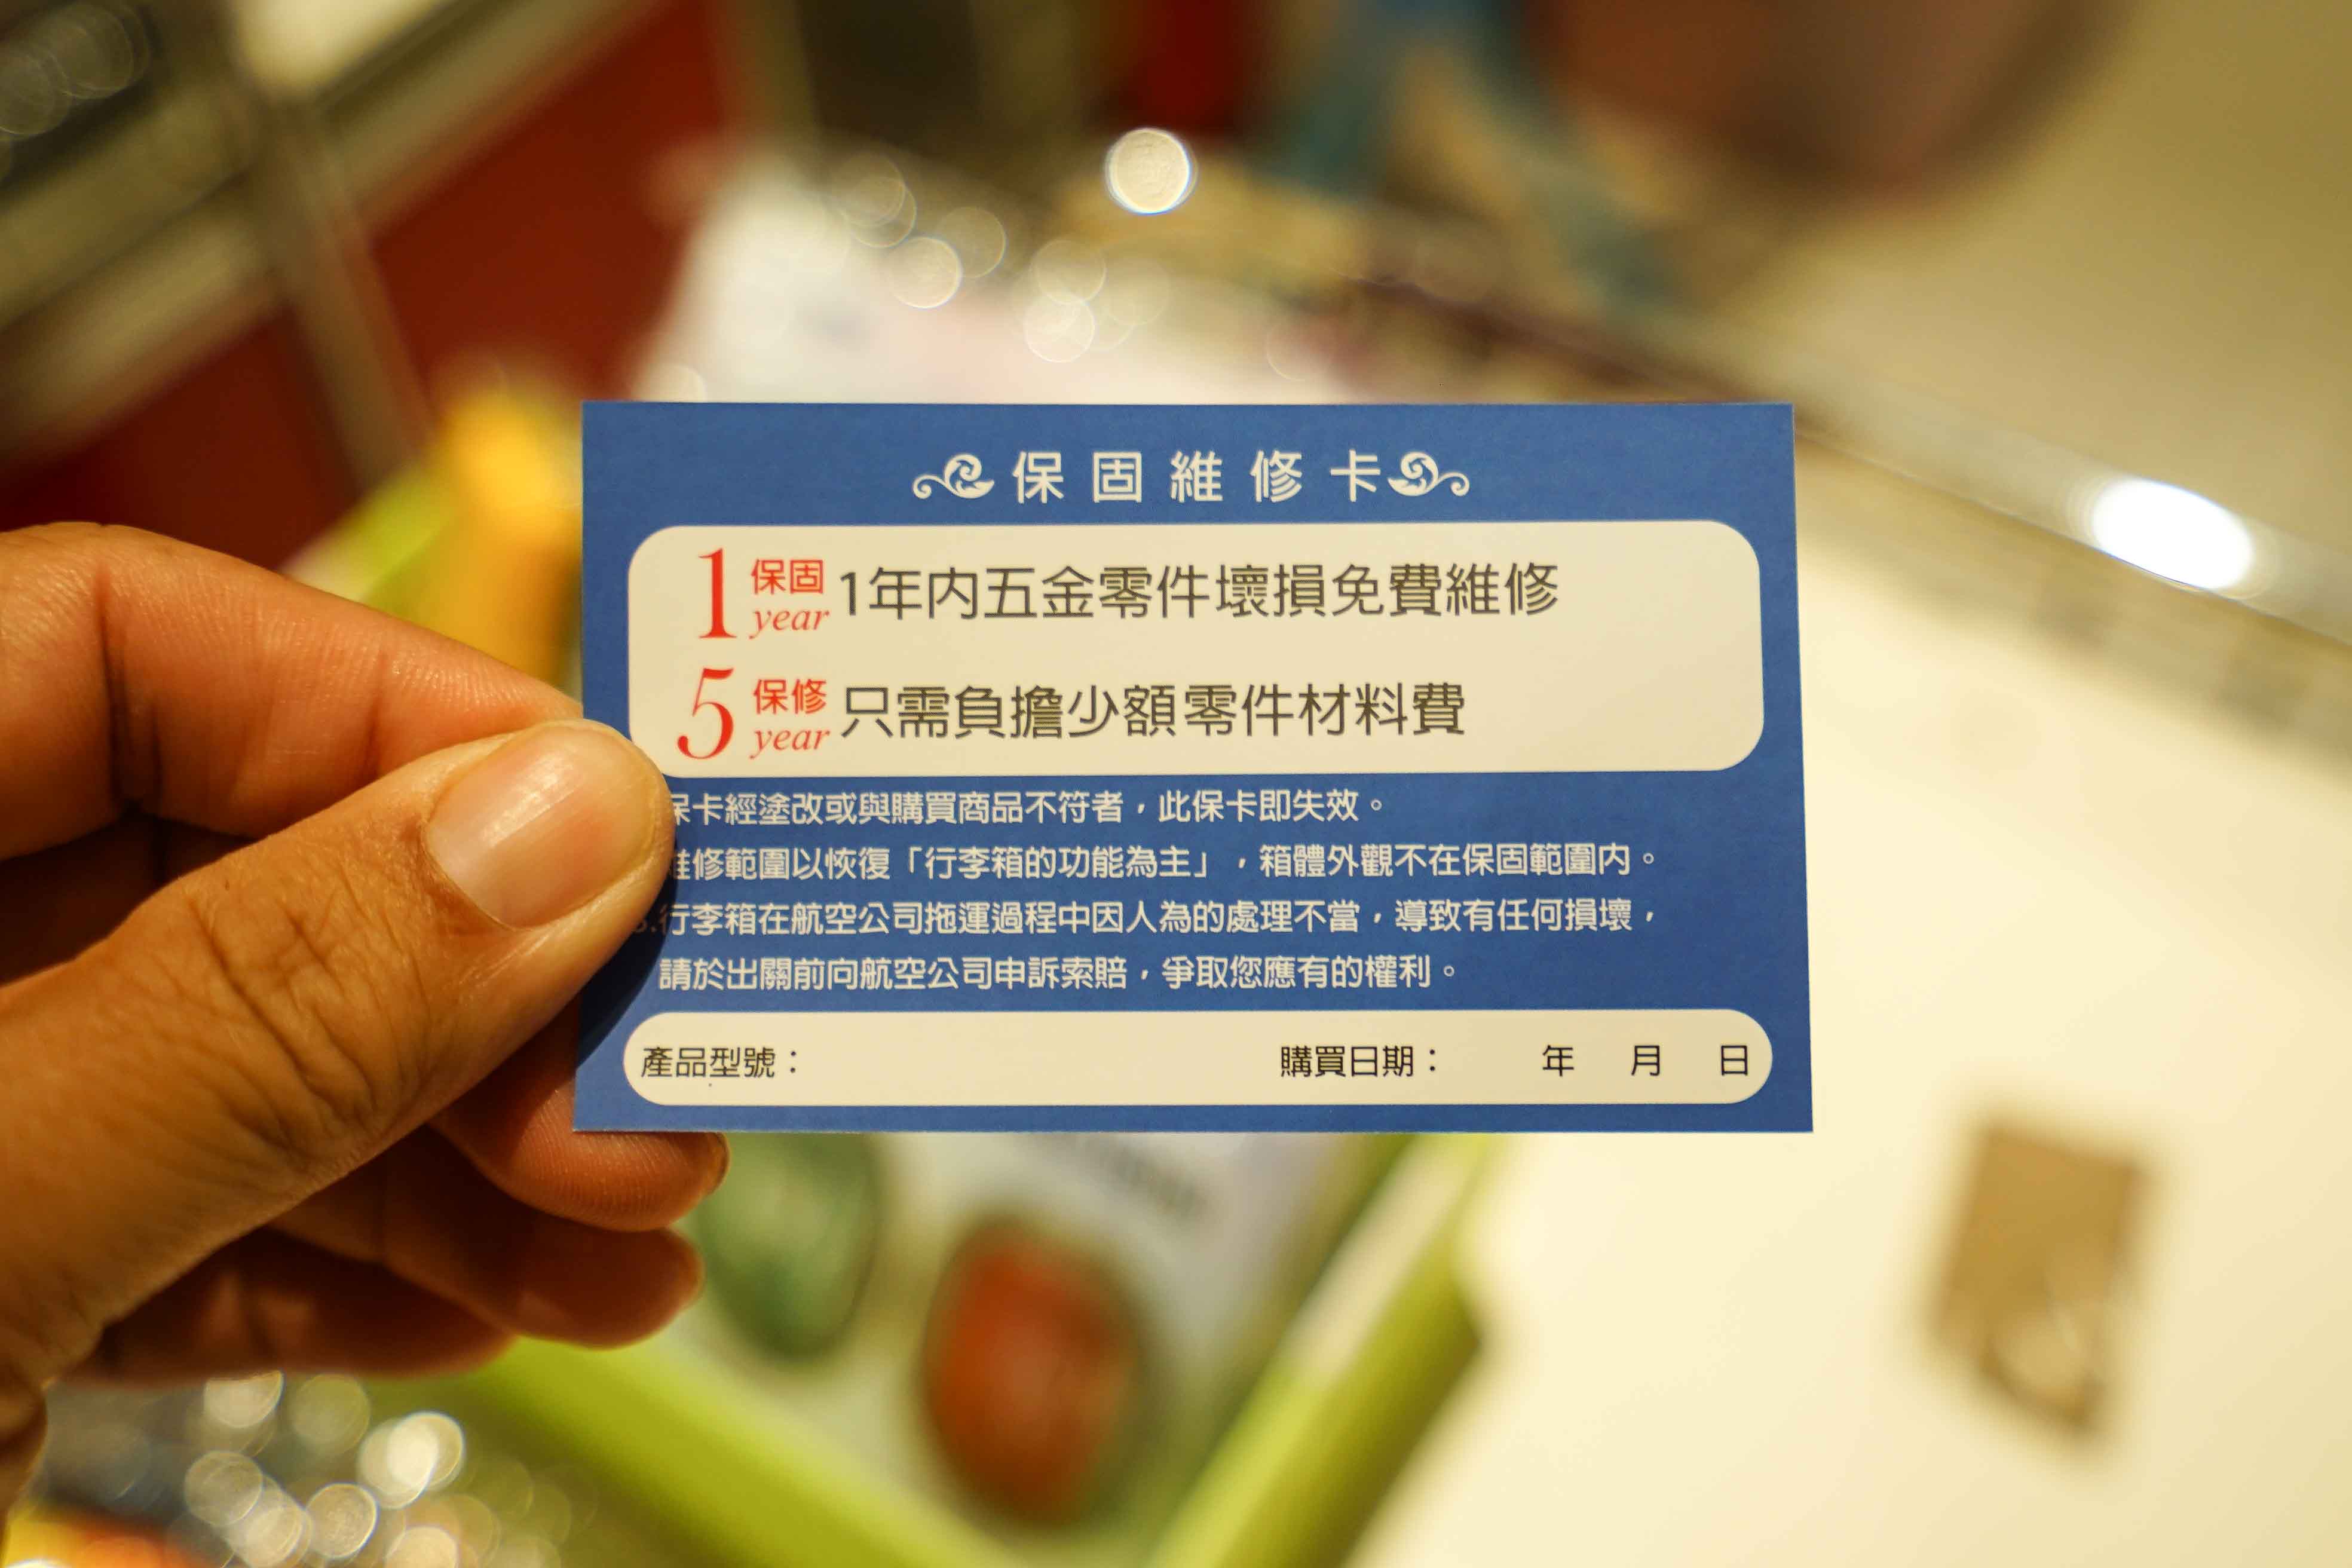 保固維修卡
1 保固 year 1年內五金零件壞損免費維修
5 保修 year 只需負擔少額零件材料費
保卡經塗改或與購買商品不符者，此保卡即失效。
維修範圍以恢復「行李箱的功能為主」，箱體外觀不在保固範圍內。
3.行李箱在航空公司拖運過程中因人為的處理不當，導致有任何損壞，
請於出關前向航空公司申訴索賠，爭取您應有的權利。
產品型號： 購買日期： 年 月 日